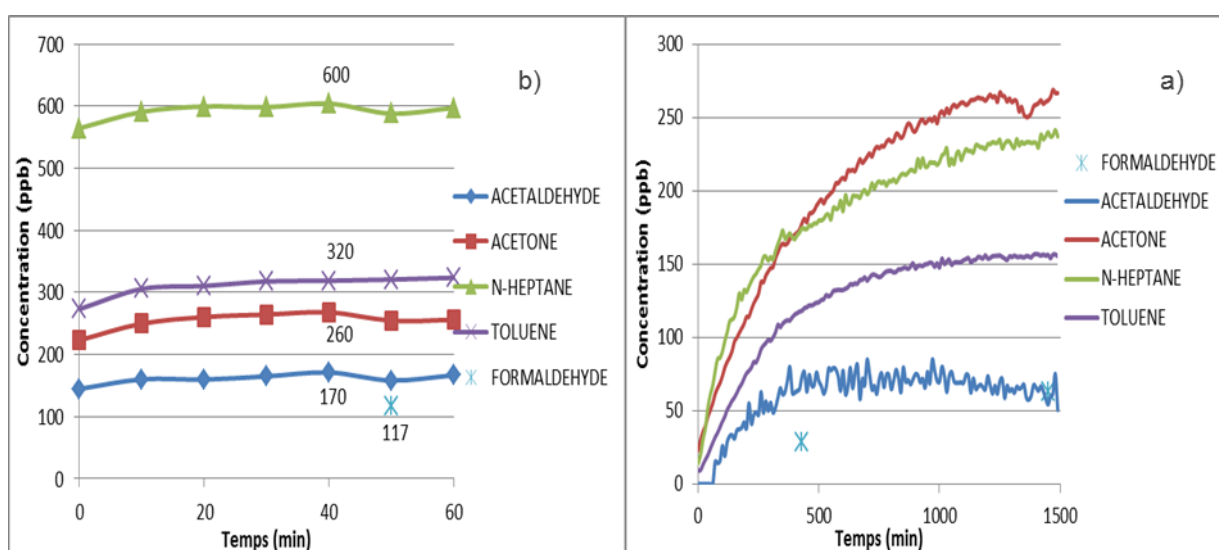 700
600
500
400
300
200
100
0
Concentration (ppb)
b)
600
320
260
170
117
0 20 40 60
Temps (min)
ACETALDEHYDE
ACETONE
N-HEPTANE
TOLUENE
FORMALDEHYDE
300
250
200
150
100
50
0
Concentration (ppb)
a)
0 500 1000 1500
Temps (min)
FORMALDEHYDE
ACETALDEHYDE
ACETONE
N-HEPTANE
TOLUENE